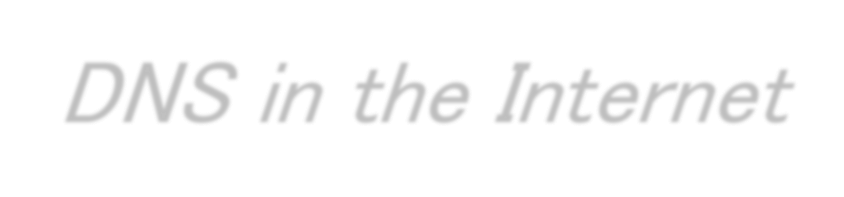 DNS in the Internet